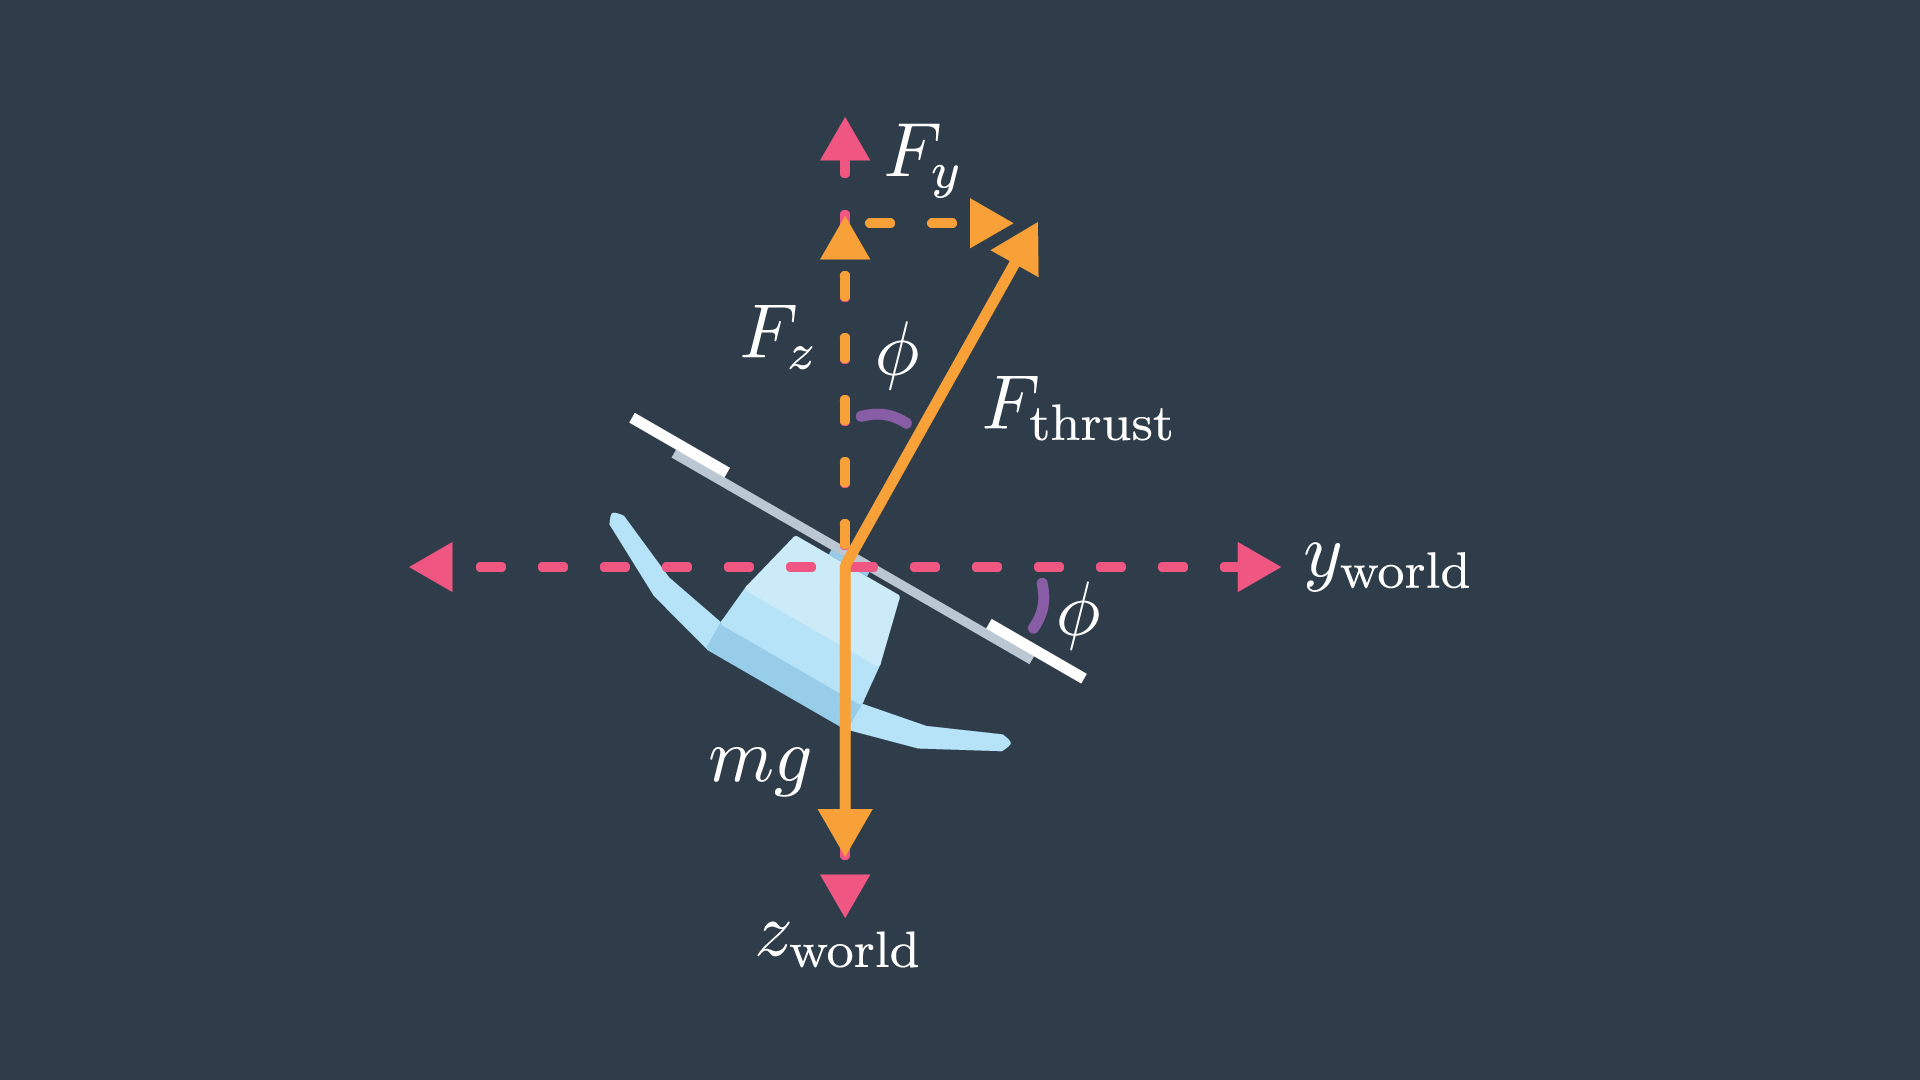 F_y
F_z
ϕ
F_thrust
y_world
ϕ
mg
z_world